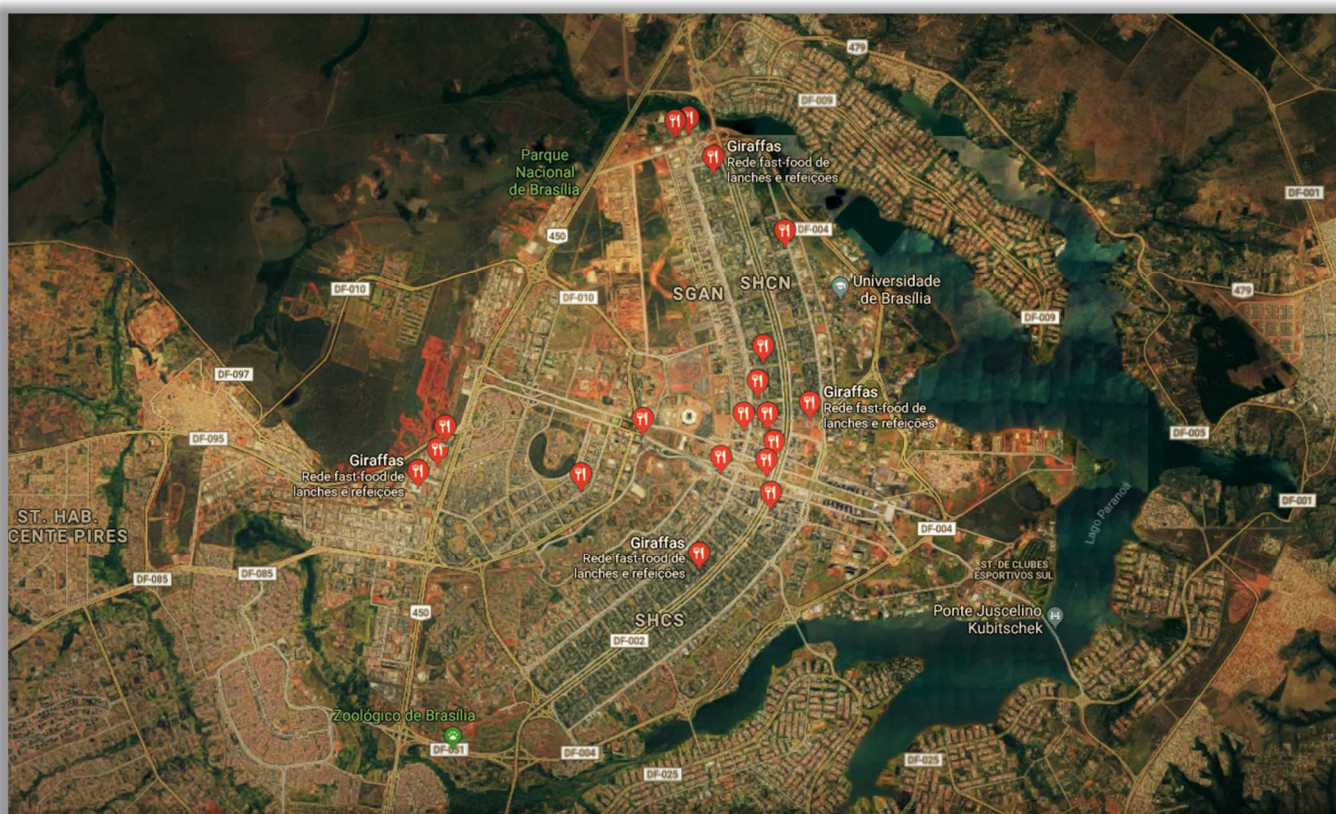 479
DF-009
Giraffas
Rede fast-food de
lanches e refeições
Parque
Nacional
de Brasília
DF-001
450
DF-004
SHCN
Universidade
de Brasília
DF-010
DF-010
SGAN
479
DF-009
DF-097
Giraffas
Rede fast-food de
lanches e refeições
DF-095
DF-005
Giraffas
Rede fast-food de
lanches e refeições
DF-001
Lago Paranoá
ST. HAB.
CENTE PIRES
DF-004
Giraffas
Rede fast-food de
lanches e refeições
ST. DE CLUBES
ESPORTIVOS SUL
DF-085
DF-085
450
SHCS
DF-002
Ponte Juscelino
Kubitschek
Zoológico de Brasília
DF-051
DF-004
DF-025
DF-025